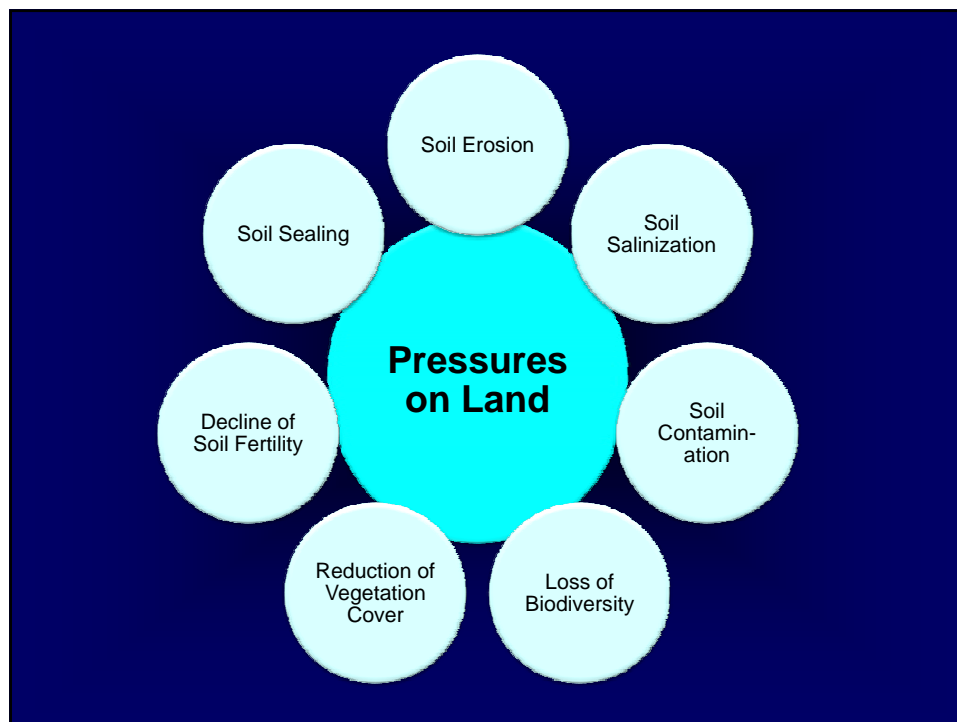 Pressures
on Land
Soil Erosion
Soil
Salinization
Soil
Contamin-
ation
Loss of
Biodiversity
Reduction of
Vegetation
Cover
Decline of
Soil Fertility
Soil Sealing